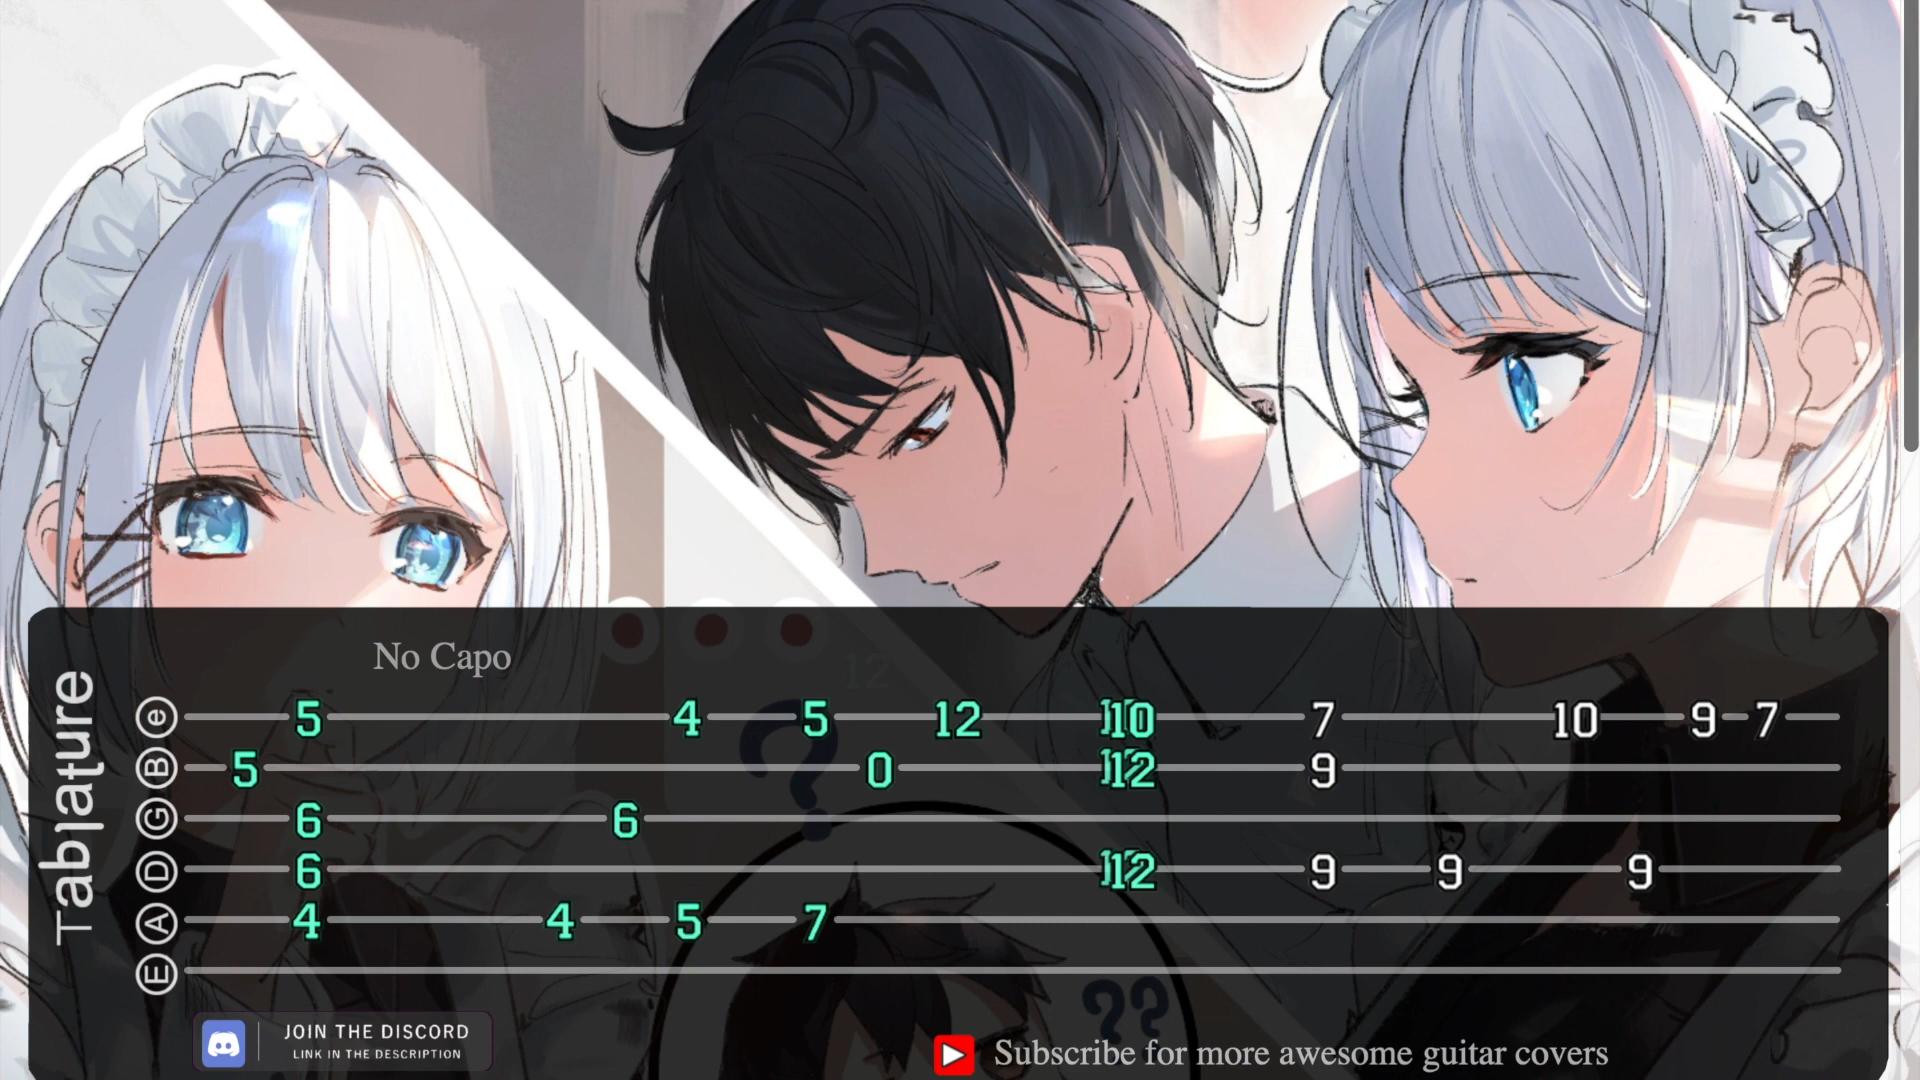 No Capo
12
Tablature
e 5 4 5 12 10 7 10 9 7
B 5 0 12 9
G 6 6
D 6 12 9 9 9
A 4 4 5 7
E
?
??
JOIN THE DISCORD
LINK IN THE DESCRIPTION
Subscribe for more awesome guitar covers